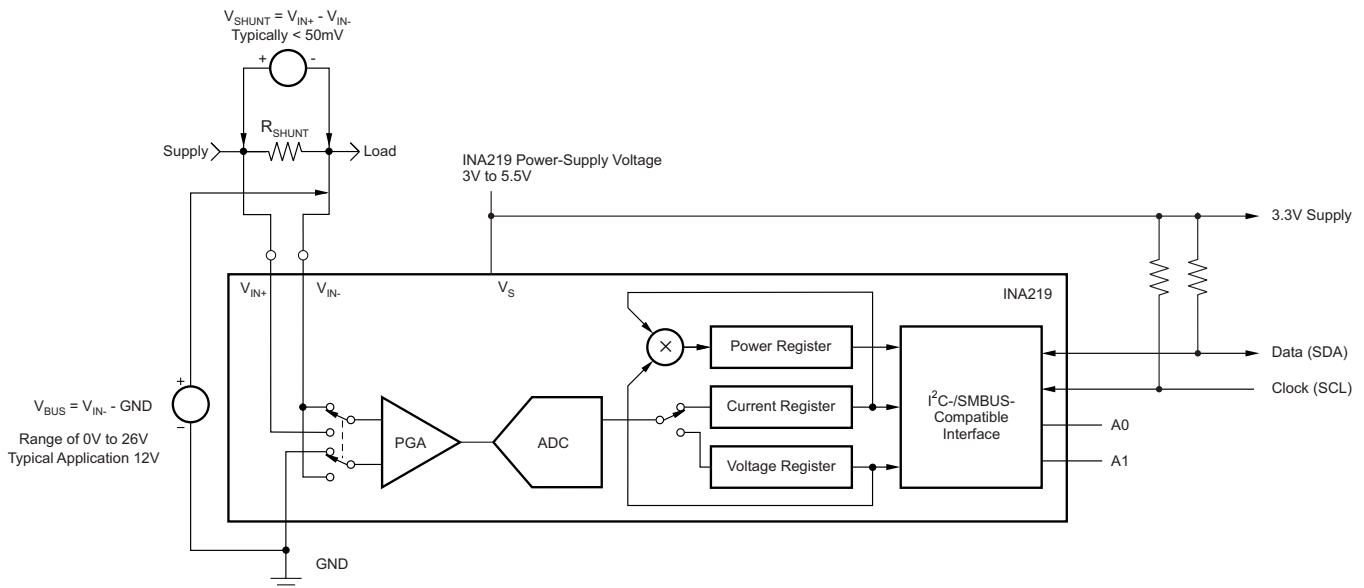 V_SHUNT = V_IN+ - V_IN-
Typically < 50mV
+
-
R_SHUNT
Supply
Load
INA219 Power-Supply Voltage
3V to 5.5V
3.3V Supply
V_IN+
V_IN-
V_S
INA219
×
Power Register
Data (SDA)
+
V_BUS = V_IN- - GND
−
Range of 0V to 26V
Typical Application 12V
Clock (SCL)
PGA
ADC
Current Register
Voltage Register
I²C-/SMBUS-
Compatible
Interface
A0
A1
GND